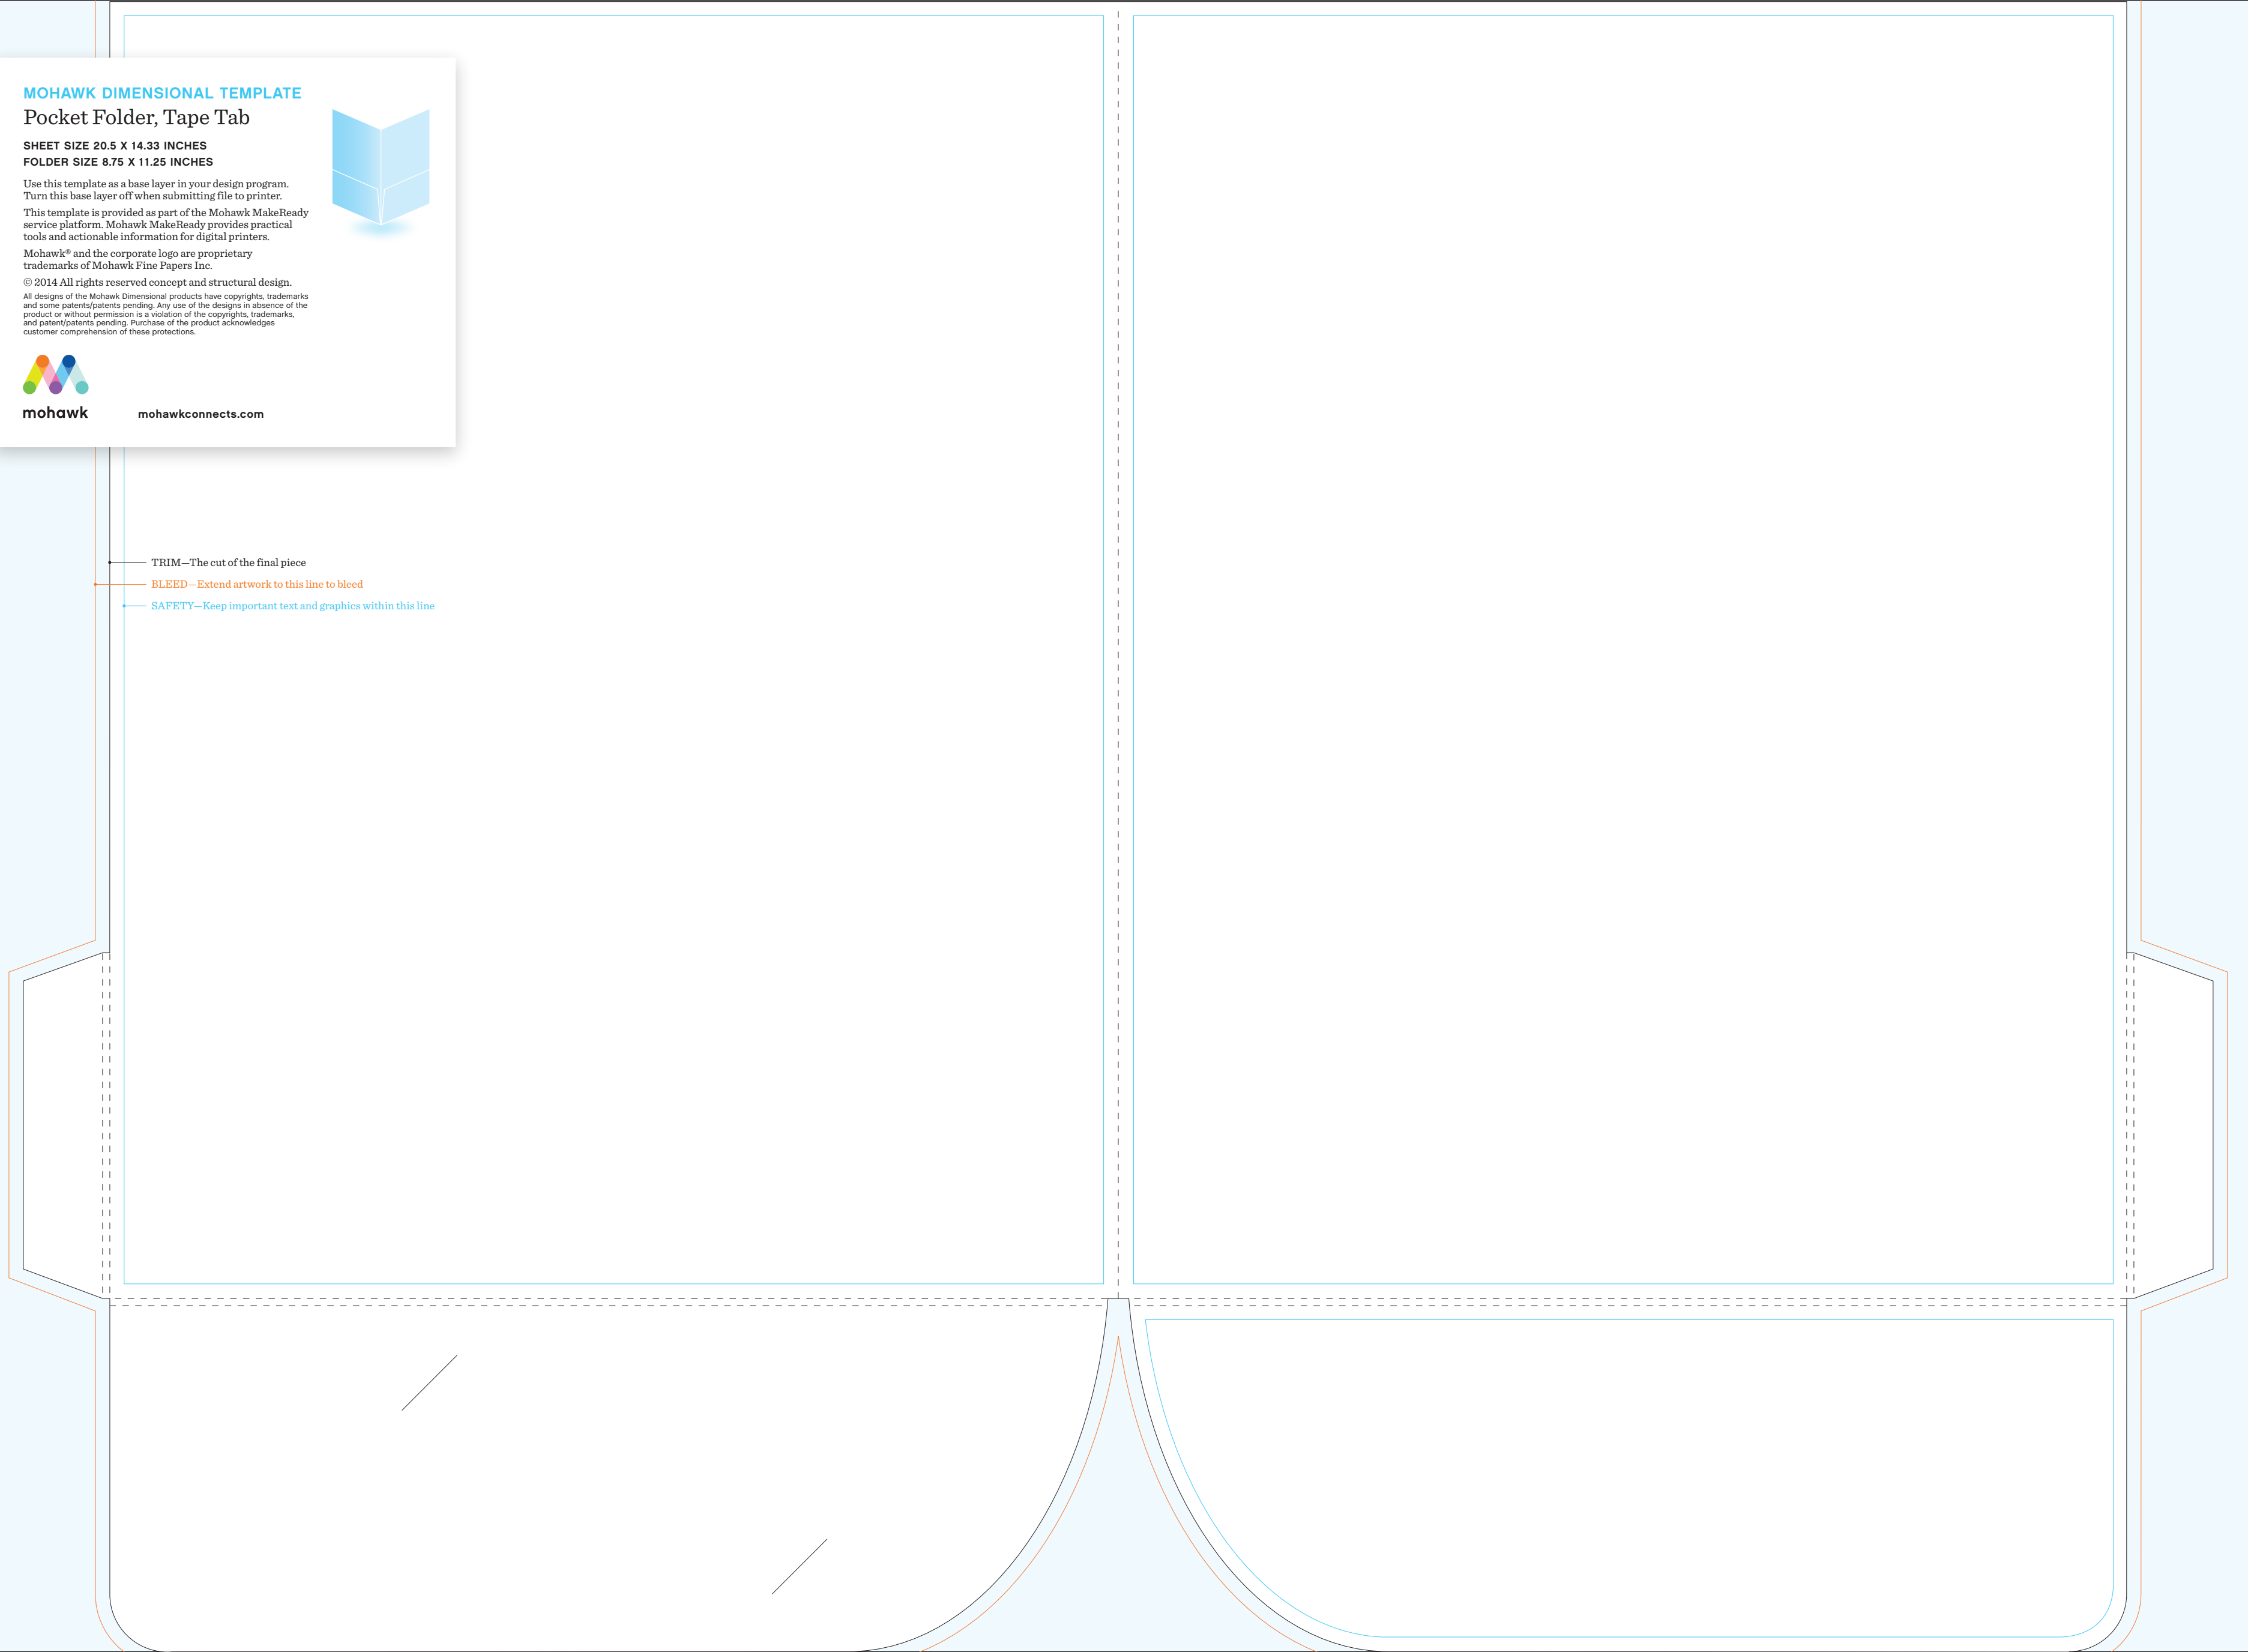 MOHAWK DIMENSIONAL TEMPLATE
Pocket Folder, Tape Tab
SHEET SIZE 20.5 X 14.33 INCHES
FOLDER SIZE 8.75 X 11.25 INCHES
Use this template as a base layer in your design program.
Turn this base layer off when submitting file to printer.
This template is provided as part of the Mohawk MakeReady
service platform. Mohawk MakeReady provides practical
tools and actionable information for digital printers.
Mohawk® and the corporate logo are proprietary
trademarks of Mohawk Fine Papers Inc.
© 2014 All rights reserved concept and structural design.
All designs of the Mohawk Dimensional products have copyrights, trademarks
and some patents/patents pending. Any use of the designs in absence of the
product or without permission is a violation of the copyrights, trademarks,
and patent/patents pending. Purchase of the product acknowledges
customer comprehension of these protections.
mohawk
mohawkconnects.com
TRIM—The cut of the final piece
BLEED—Extend artwork to this line to bleed
SAFETY—Keep important text and graphics within this line